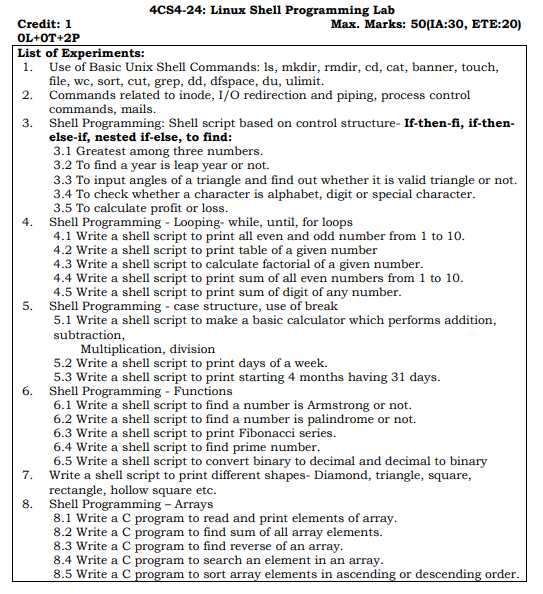 4CS4-24: Linux Shell Programming Lab
Credit: 1 Max. Marks: 50(IA:30, ETE:20)
0L+0T+2P
List of Experiments:
1. Use of Basic Unix Shell Commands: ls, mkdir, rmdir, cd, cat, banner, touch,
file, wc, sort, cut, grep, dd, dfspace, du, ulimit.
2. Commands related to inode, I/O redirection and piping, process control
commands, mails.
3. Shell Programming: Shell script based on control structure- If-then-fi, if-then-
else-if, nested if-else, to find:
3.1 Greatest among three numbers.
3.2 To find a year is leap year or not.
3.3 To input angles of a triangle and find out whether it is valid triangle or not.
3.4 To check whether a character is alphabet, digit or special character.
3.5 To calculate profit or loss.
4. Shell Programming - Looping- while, until, for loops
4.1 Write a shell script to print all even and odd number from 1 to 10.
4.2 Write a shell script to print table of a given number
4.3 Write a shell script to calculate factorial of a given number.
4.4 Write a shell script to print sum of all even numbers from 1 to 10.
4.5 Write a shell script to print sum of digit of any number.
5. Shell Programming - case structure, use of break
5.1 Write a shell script to make a basic calculator which performs addition,
subtraction,
Multiplication, division
5.2 Write a shell script to print days of a week.
5.3 Write a shell script to print starting 4 months having 31 days.
6. Shell Programming - Functions
6.1 Write a shell script to find a number is Armstrong or not.
6.2 Write a shell script to find a number is palindrome or not.
6.3 Write a shell script to print Fibonacci series.
6.4 Write a shell script to find prime number.
6.5 Write a shell script to convert binary to decimal and decimal to binary
7. Write a shell script to print different shapes- Diamond, triangle, square,
rectangle, hollow square etc.
8. Shell Programming – Arrays
8.1 Write a C program to read and print elements of array.
8.2 Write a C program to find sum of all array elements.
8.3 Write a C program to find reverse of an array.
8.4 Write a C program to search an element in an array.
8.5 Write a C program to sort array elements in ascending or descending order.